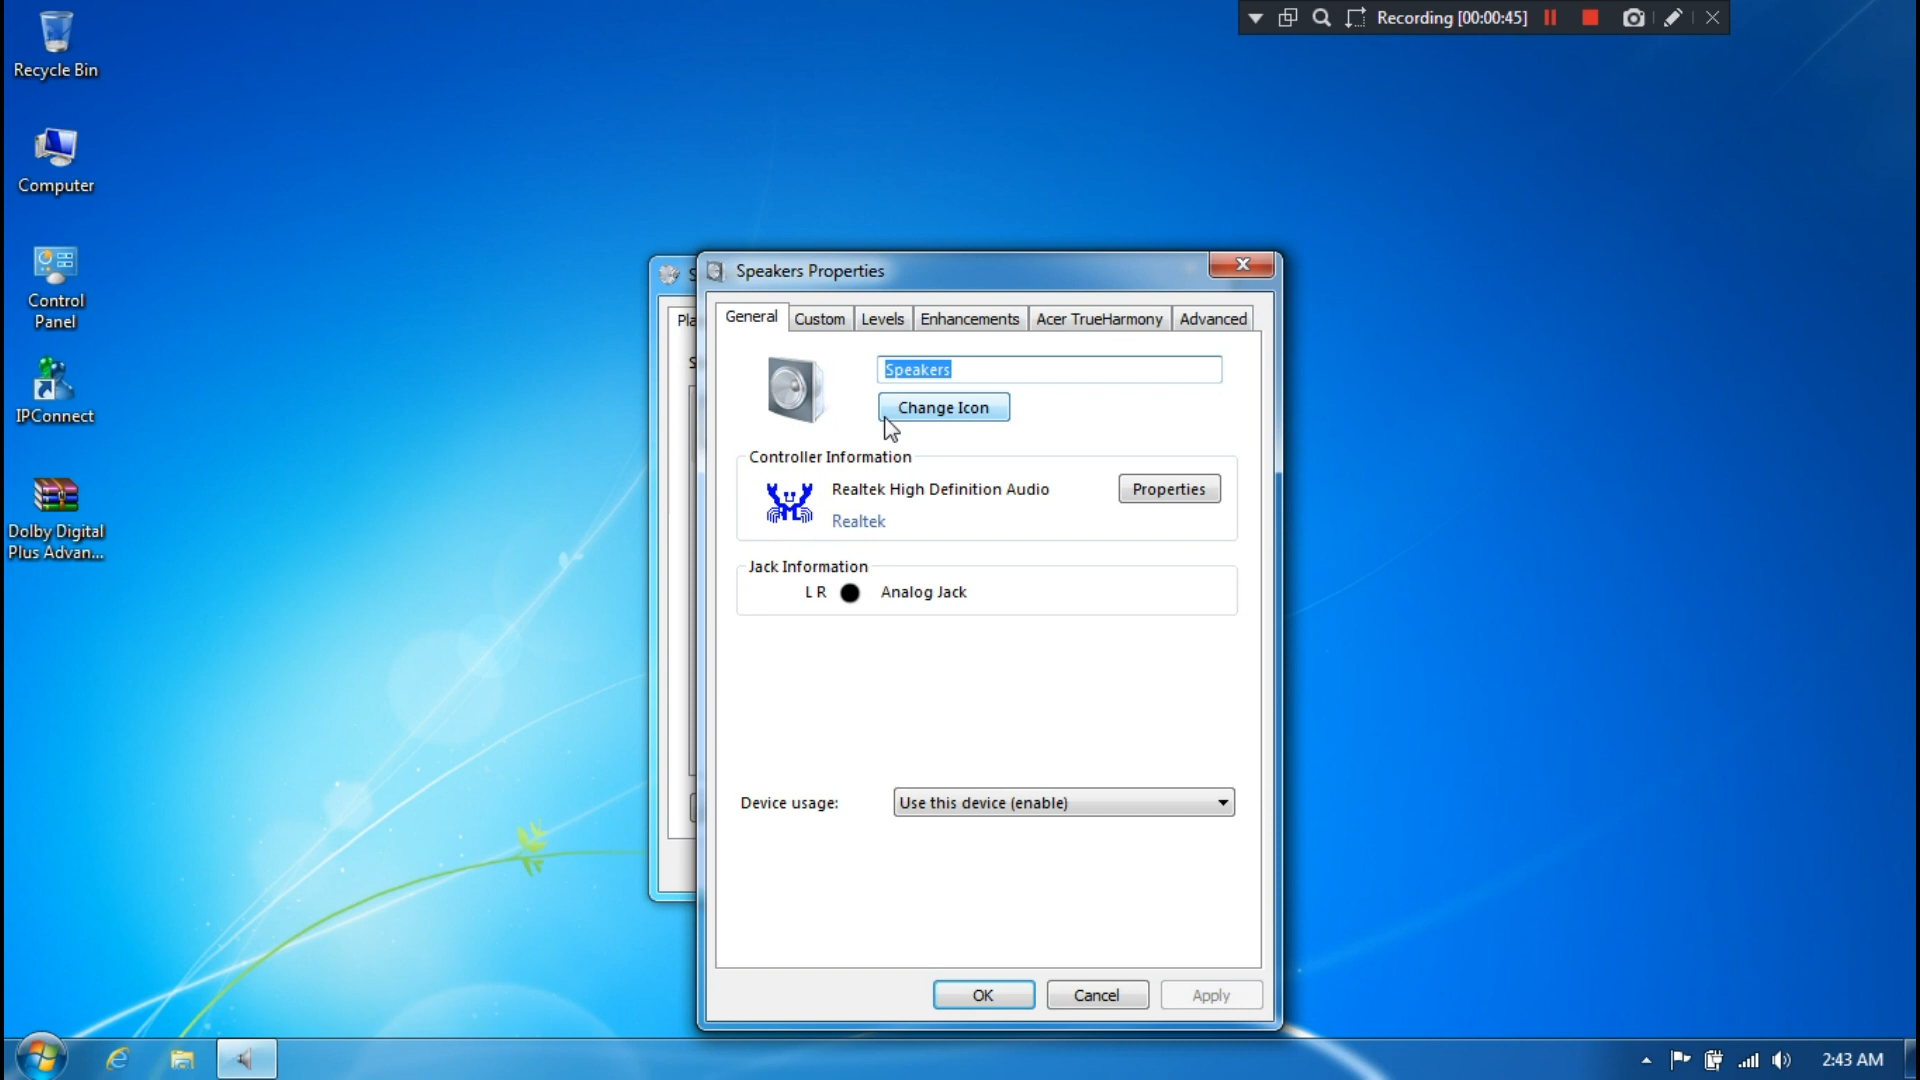 Recording [00:00:45]
Recycle Bin
Computer
Control
Panel
IPConnect
Dolby Digital
Plus Advan...
Speakers Properties
General
Custom
Levels
Enhancements
Acer TrueHarmony
Advanced
Speakers
Change Icon
Controller Information
Realtek High Definition Audio
Properties
Realtek
Jack Information
L R
Analog Jack
Device usage:
Use this device (enable)
OK
Cancel
Apply
2:43 AM